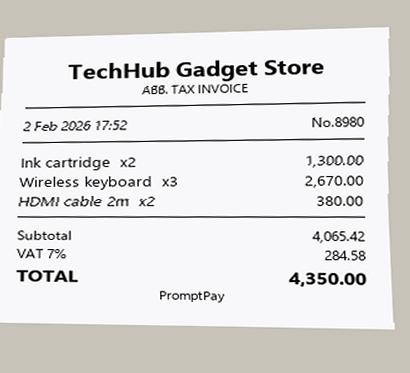 TechHub Gadget Store
ABB. TAX INVOICE
2 Feb 2026 17:52 No.8980
Ink cartridge x2 1,300.00
Wireless keyboard x3 2,670.00
HDMI cable 2m x2 380.00
Subtotal 4,065.42
VAT 7% 284.58
TOTAL 4,350.00
PromptPay